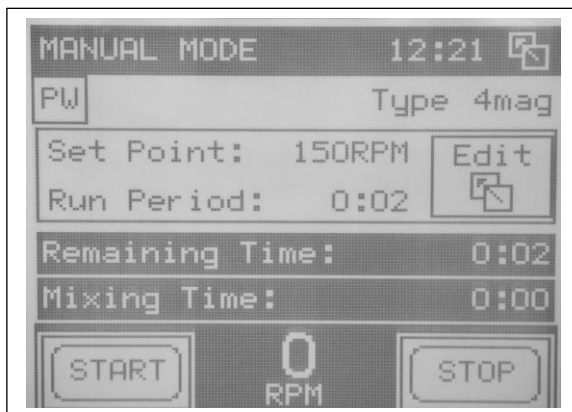 MANUAL MODE 12:21
PW Type 4mag
Set Point: 150RPM Edit
Run Period: 0:02
Remaining Time: 0:02
Mixing Time: 0:00
START 0 STOP
RPM